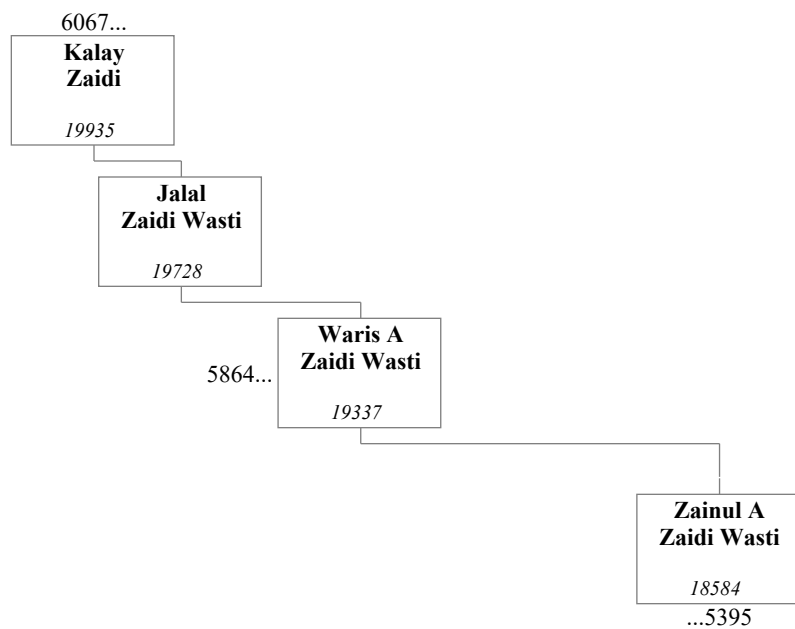 6067...
Kalay
Zaidi
19935
Jalal
Zaidi Wasti
19728
Waris A
Zaidi Wasti
5864...
19337
Zainul A
Zaidi Wasti
18584
...5395